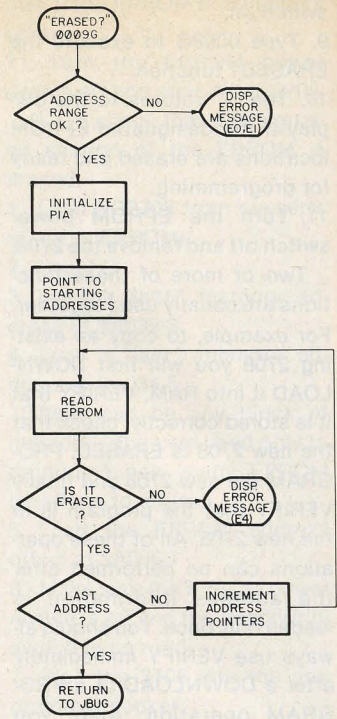 "ERASED?"
0009G
ADDRESS
RANGE
OK ?
NO
DISP.
ERROR
MESSAGE
(E0,E1)
YES
INITIALIZE
PIA
POINT TO
STARTING
ADDRESSES
READ
EPROM
IS IT
ERASED
?
NO
DISP.
ERROR
MESSAGE
(E4)
YES
LAST
ADDRESS
?
NO
INCREMENT
ADDRESS
POINTERS
YES
RETURN
TO JBUG